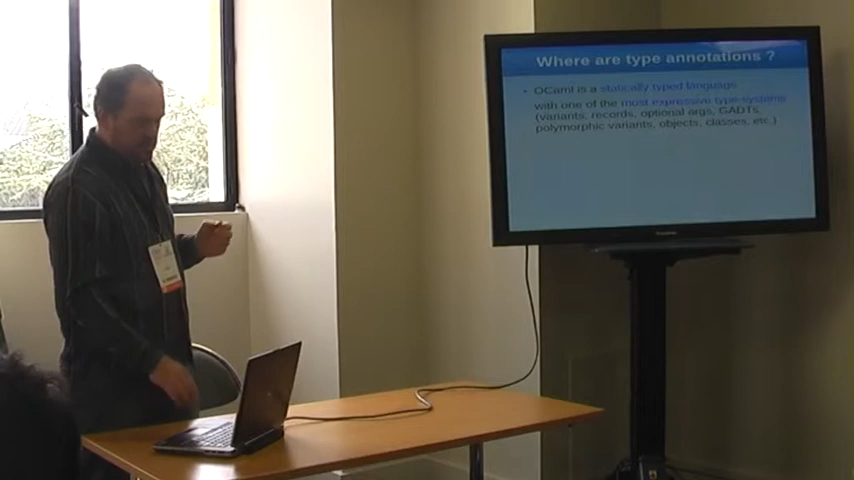 Where are type annotations ?
• OCaml is a statically typed language
with one of the most expressive type-systems
(variants, records, optional args, GADTs,
polymorphic variants, objects, classes, etc.)